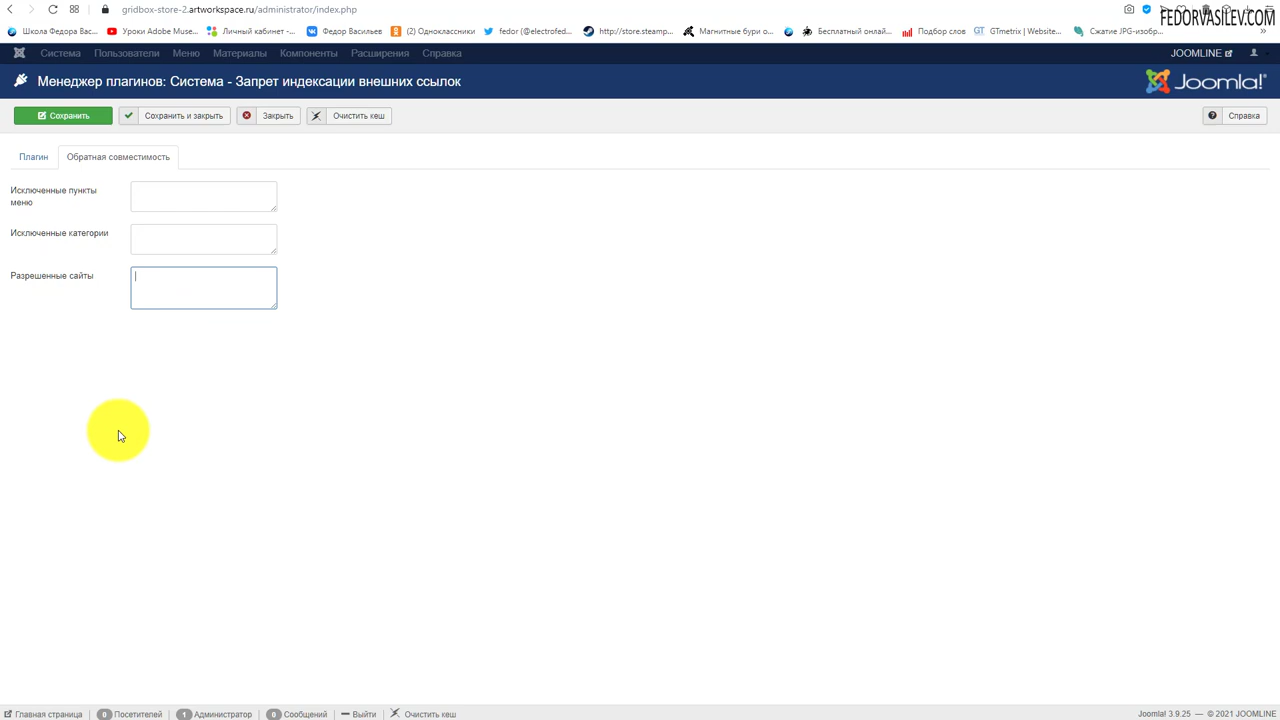 gridbox-store-2.artworkspace.ru/administrator/index.php
FEDORVASILEV.COM
Школа Федора Вас... Уроки Adobe Muse... Личный кабинет -... Федор Васильев (2) Одноклассники fedor (@electrofed... http://store.steamp... Магнитные бури о... Бесплатный онлай... Подбор слов GTmetrix | Website... Сжатие JPG-изобр...
Система Пользователи Меню Материалы Компоненты Расширения Справка JOOMLINE
Менеджер плагинов: Система - Запрет индексации внешних ссылок Joomla!®
Сохранить Сохранить и закрыть Закрыть Очистить кеш Справка
Плагин Обратная совместимость
Исключенные пункты
меню
Исключенные категории
Разрешенные сайты
Главная страница 0 Посетителей 1 Администратор 0 Сообщений Выйти Очистить кеш Joomla! 3.9.25 — © 2021 JOOMLINE